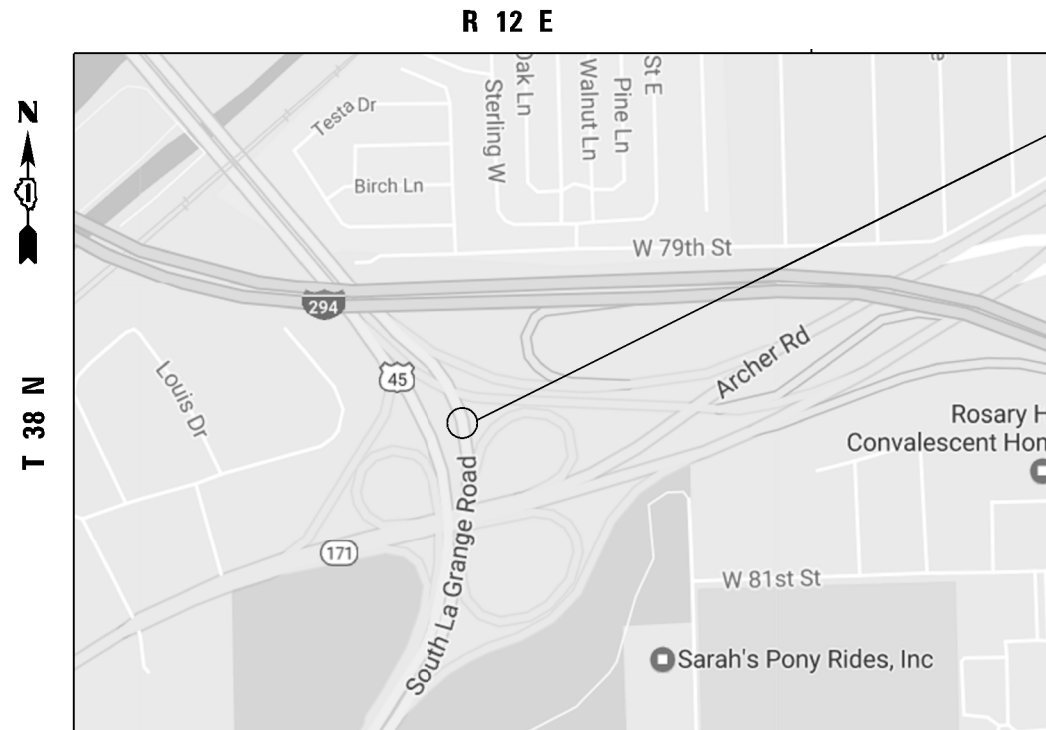 R 12 E
N
T 38 N
Testa Dr
Birch Ln
Sterling W
Oak Ln
Walnut Ln
Pine Ln
St E
W 79th St
294
45
Louis Dr
Archer Rd
Rosary H
Convalescent Hon
South La Grange Road
171
W 81st St
Sarah's Pony Rides, Inc